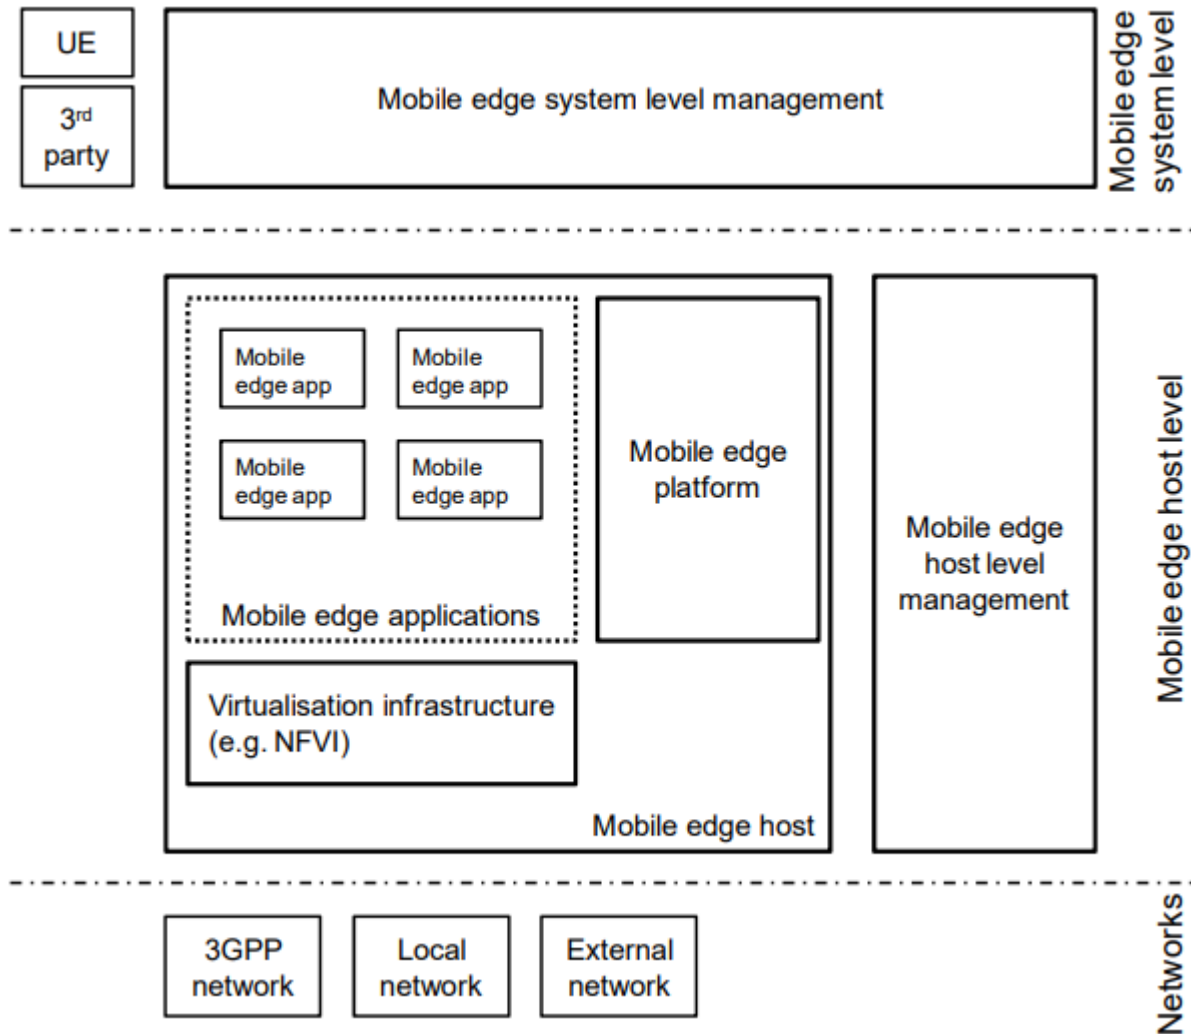 UE
3rd
party
Mobile edge system level management
Mobile edge
system level
Mobile
edge app
Mobile
edge app
Mobile
edge app
Mobile
edge app
Mobile edge applications
Mobile edge
platform
Virtualisation infrastructure
(e.g. NFVI)
Mobile edge host
Mobile edge
host level
management
Mobile edge host level
3GPP
network
Local
network
External
network
Networks